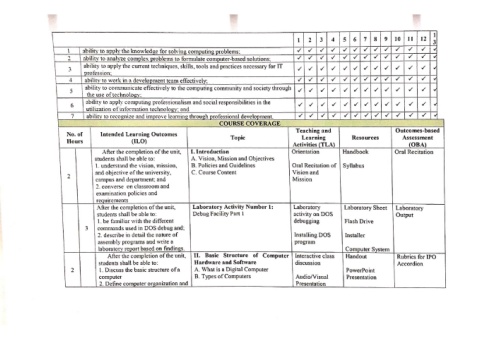 1 2 3 4 5 6 7 8 9 10 11 12 1 3
1 ability to apply the knowledge for solving computing problems; ✓ ✓ ✓ ✓ ✓ ✓ ✓ ✓ ✓ ✓ ✓ ✓ ✓
2 ability to analyze complex problems to formulate computer-based solutions; ✓ ✓ ✓ ✓ ✓ ✓ ✓ ✓ ✓ ✓ ✓ ✓ ✓
3 ability to apply the current techniques, skills, tools and practices necessary for IT ✓ ✓ ✓ ✓ ✓ ✓ ✓ ✓ ✓ ✓ ✓ ✓ ✓
profession;
4 ability to work in a development team effectively; ✓ ✓ ✓ ✓ ✓ ✓ ✓ ✓ ✓ ✓ ✓ ✓ ✓
5 ability to communicate effectively to the computing community and society through ✓ ✓ ✓ ✓ ✓ ✓ ✓ ✓ ✓ ✓ ✓ ✓ ✓
the use of technology;
6 ability to apply computing professionalism and social responsibilities in the ✓ ✓ ✓ ✓ ✓ ✓ ✓ ✓ ✓ ✓ ✓ ✓ ✓
utilization of information technology; and
7 ability to recognize and improve learning through professional development. ✓ ✓ ✓ ✓ ✓ ✓ ✓ ✓ ✓ ✓ ✓ ✓ ✓
COURSE COVERAGE
No. of Hours
Intended Learning Outcomes
(ILO)
Topic
Teaching and
Learning
Activities (TLA)
Resources
Outcomes-based
Assessment
(OBA)
2
After the completion of the unit,
students shall be able to:
1. understand the vision, mission,
and objective of the university,
campus and department; and
2. converse on classroom and
examination policies and
requirements
I. Introduction
A. Vision, Mission and Objectives
B. Policies and Guidelines
C. Course Content
Orientation
Oral Recitation of
Vision and
Mission
Handbook
Syllabus
Oral Recitation
3
After the completion of the unit,
students shall be able to:
1. be familiar with the different
commands used in DOS debug and;
2. describe to detail the nature of
assembly programs and write a
laboratory report based on findings.
Laboratory Activity Number 1:
Debug Facility Part 1
Laboratory
activity on DOS
debugging
Installing DOS
program
Laboratory Sheet
Flash Drive
Installer
Computer System
Laboratory
Output
2
After the completion of the unit,
students shall be able to:
1. Discuss the basic structure of a
computer
2. Define computer organization and
II. Basic Structure of Computer
Hardware and Software
A. What is a Digital Computer
B. Types of Computers
Interactive class
discussion
Audio/Visual
Presentation
Handout
PowerPoint
Presentation
Rubrics for IPO
Accordion